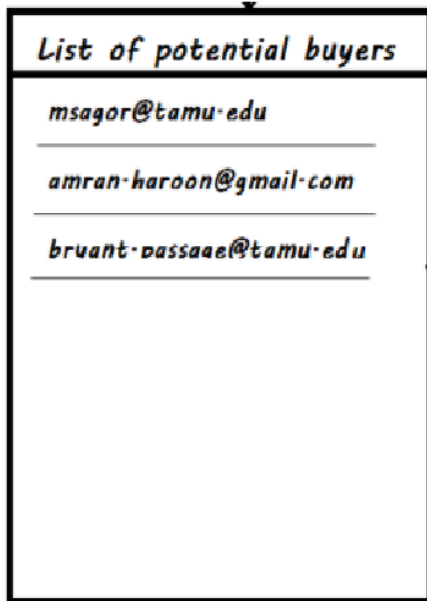 List of potential buyers
msagor@tamu.edu
amran.haroon@gmail.com
bryant.passage@tamu.edu